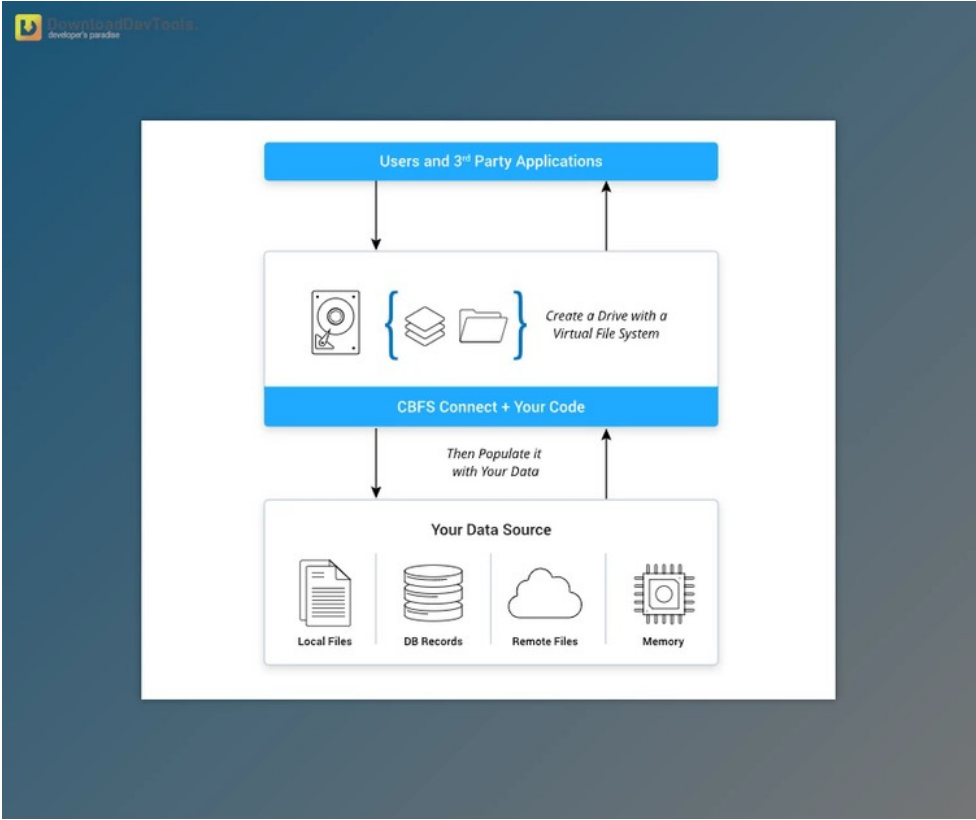 DownloadDevTools.
developer's paradise
Users and 3rd Party Applications
Create a Drive with a
Virtual File System
CBFS Connect + Your Code
Then Populate it
with Your Data
Your Data Source
Local Files
DB Records
Remote Files
Memory